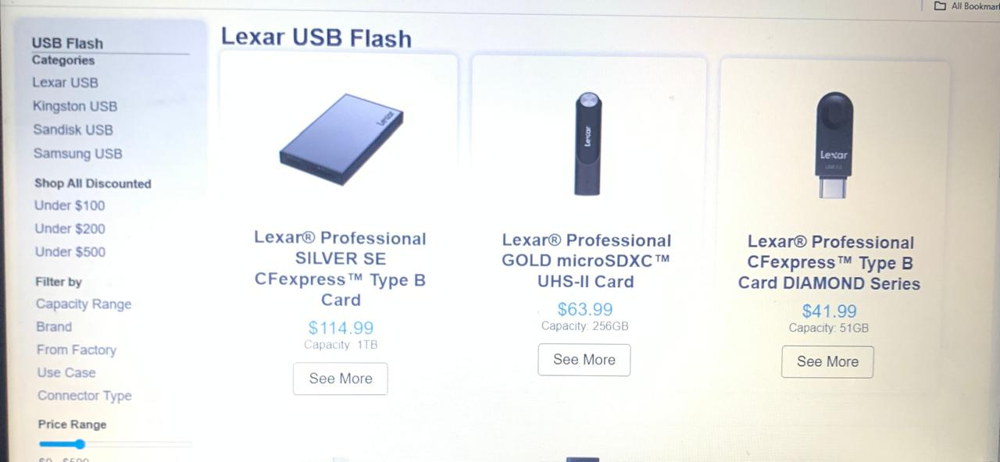 All Bookmar
USB Flash
Categories
Lexar USB
Kingston USB
Sandisk USB
Samsung USB
Shop All Discounted
Under $100
Under $200
Under $500
Filter by
Capacity Range
Brand
From Factory
Use Case
Connector Type
Price Range
Lexar USB Flash
Lexar
Lexar® Professional
SILVER SE
CFexpress™ Type B
Card
$114.99
Capacity: 1TB
See More
Lexar
Lexar® Professional
GOLD microSDXC™
UHS-II Card
$63.99
Capacity: 256GB
See More
Lexar
Lexar® Professional
CFexpress™ Type B
Card DIAMOND Series
$41.99
Capacity: 51GB
See More